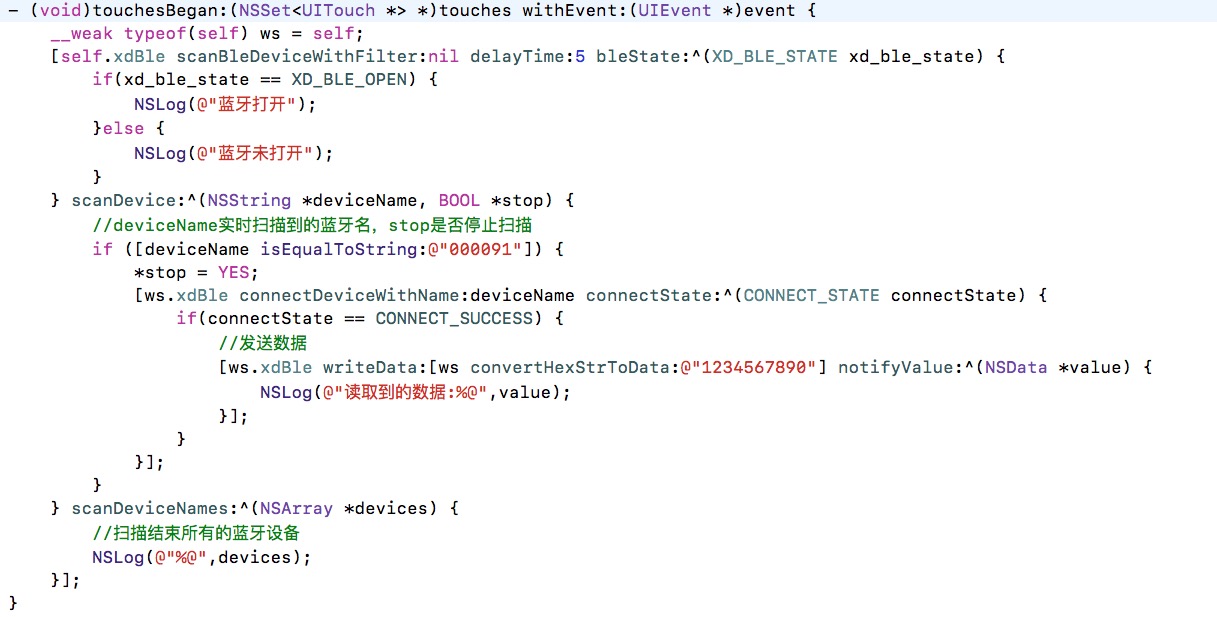 - (void)touchesBegan:(NSSet<UITouch *> *)touches withEvent:(UIEvent *)event {
    __weak typeof(self) ws = self;
    [self.xdBle scanBleDeviceWithFilter:nil delayTime:5 bleState:^(XD_BLE_STATE xd_ble_state) {
        if(xd_ble_state == XD_BLE_OPEN) {
            NSLog(@"蓝牙打开");
        }else {
            NSLog(@"蓝牙未打开");
        }
    } scanDevice:^(NSString *deviceName, BOOL *stop) {
        //deviceName实时扫描到的蓝牙名，stop是否停止扫描
        if ([deviceName isEqualToString:@"000091"]) {
            *stop = YES;
            [ws.xdBle connectDeviceWithName:deviceName connectState:^(CONNECT_STATE connectState) {
                if(connectState == CONNECT_SUCCESS) {
                    //发送数据
                    [ws.xdBle writeData:[ws convertHexStrToData:@"1234567890"] notifyValue:^(NSData *value) {
                        NSLog(@"读取到的数据:%@",value);
                    }];
                }
            }];
        }
    } scanDeviceNames:^(NSArray *devices) {
        //扫描结束所有的蓝牙设备
        NSLog(@"%@",devices);
    }];
}